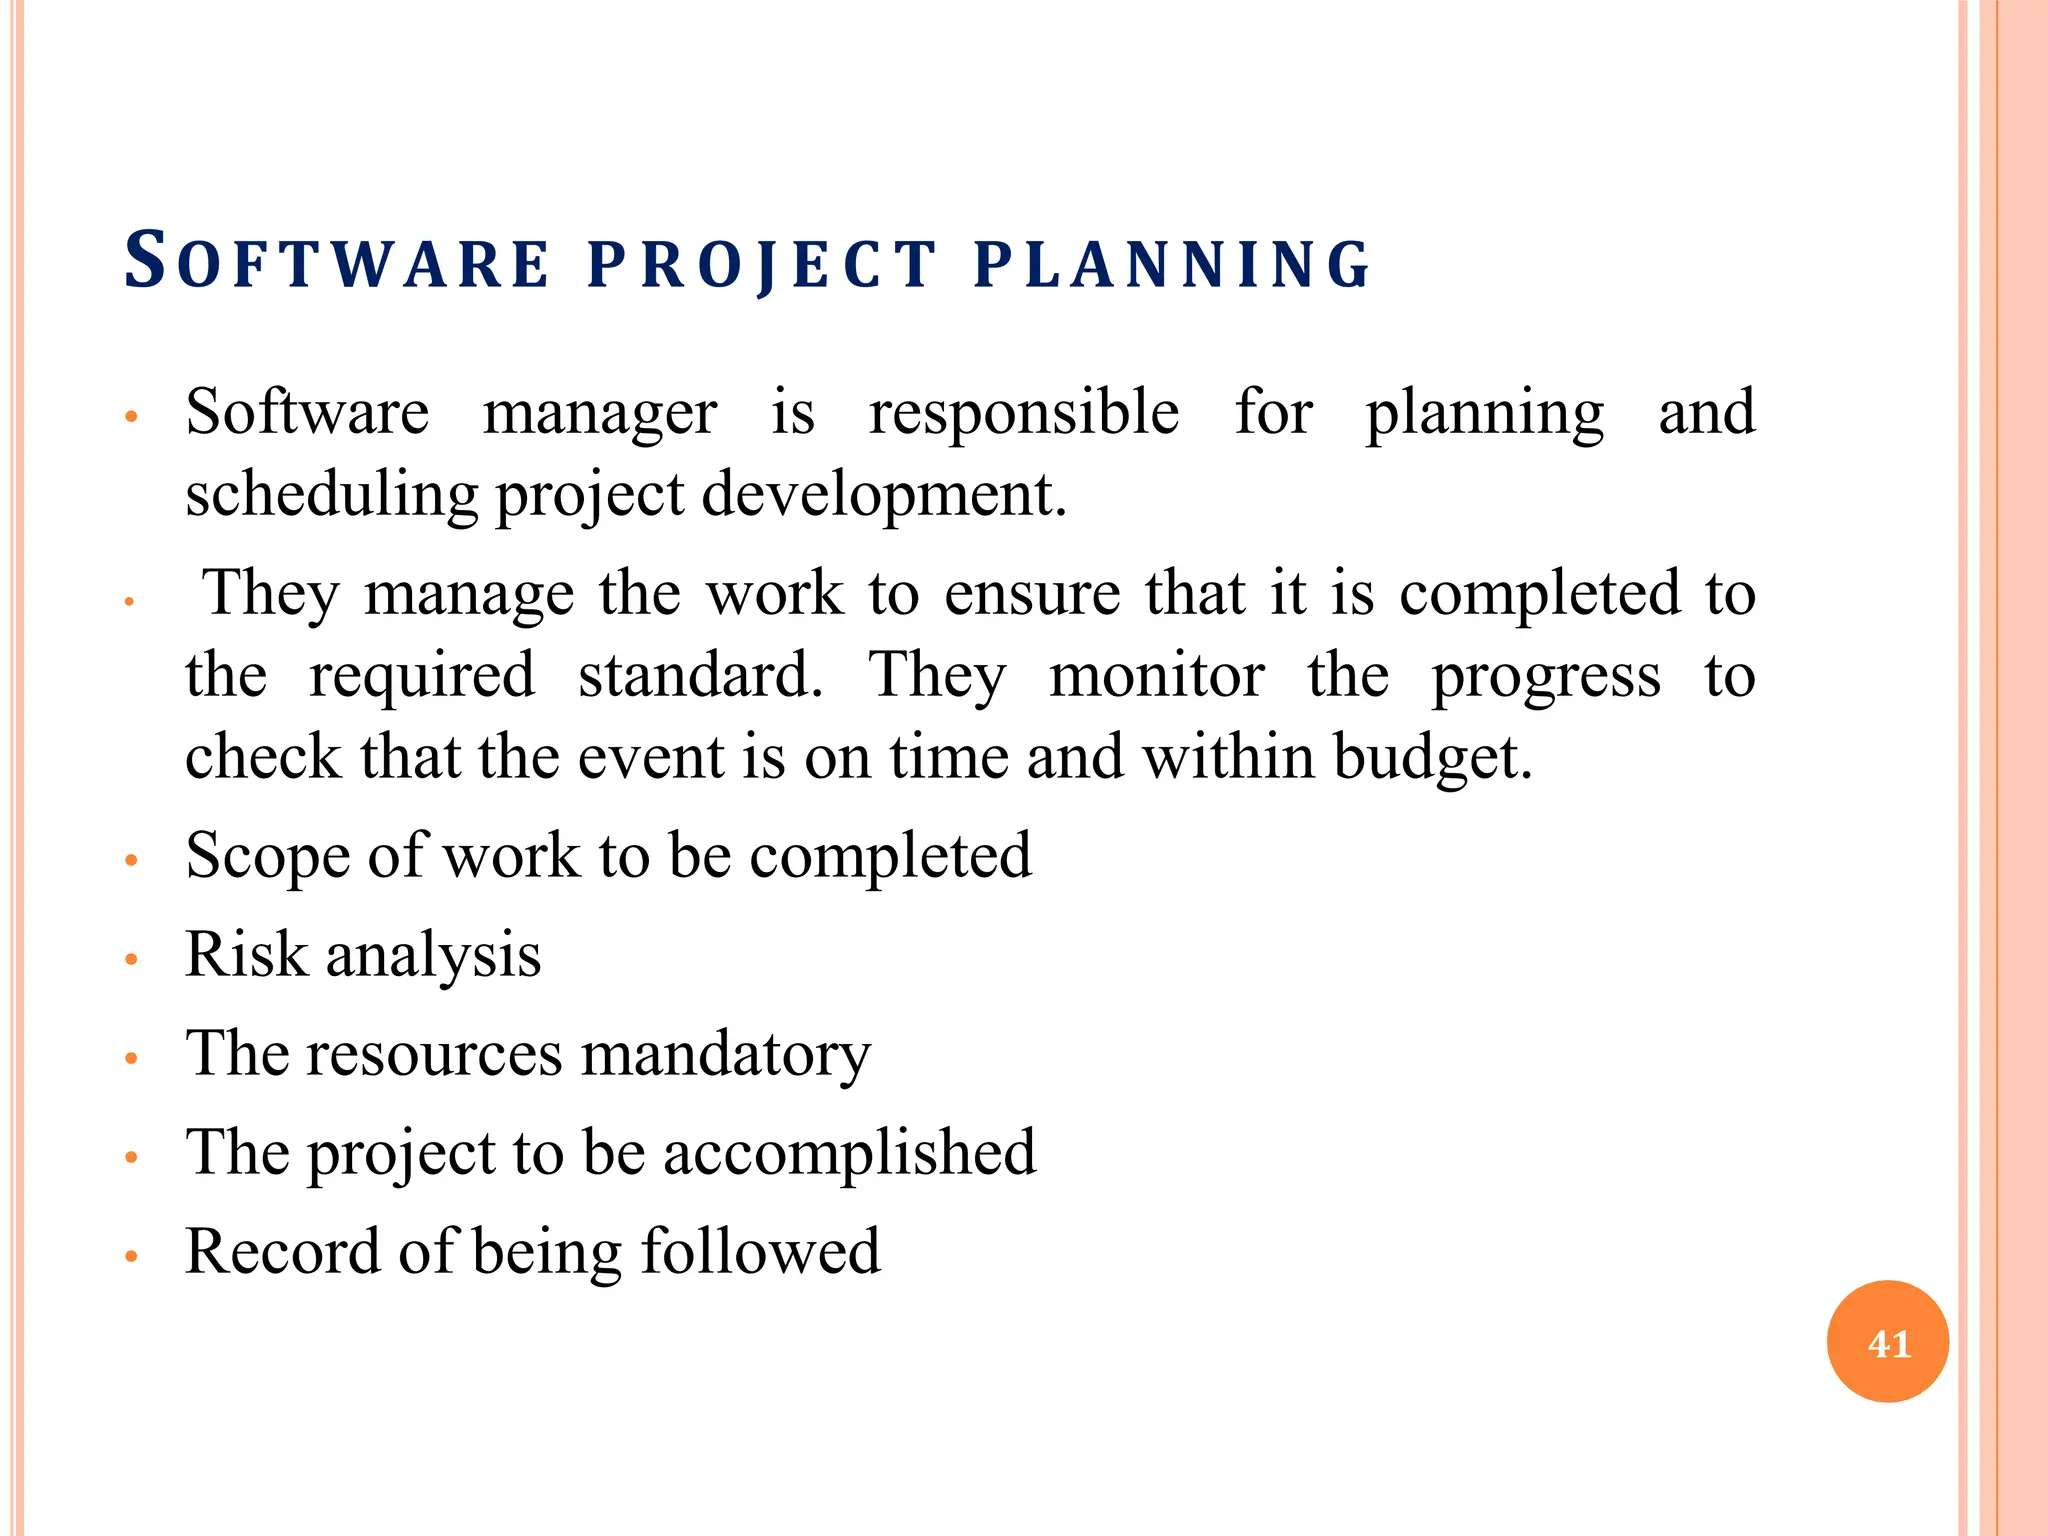 SOFTWARE PROJECT PLANNING
• Software manager is responsible for planning and
scheduling project development.
• They manage the work to ensure that it is completed to
the required standard. They monitor the progress to
check that the event is on time and within budget.
• Scope of work to be completed
• Risk analysis
• The resources mandatory
• The project to be accomplished
• Record of being followed
41